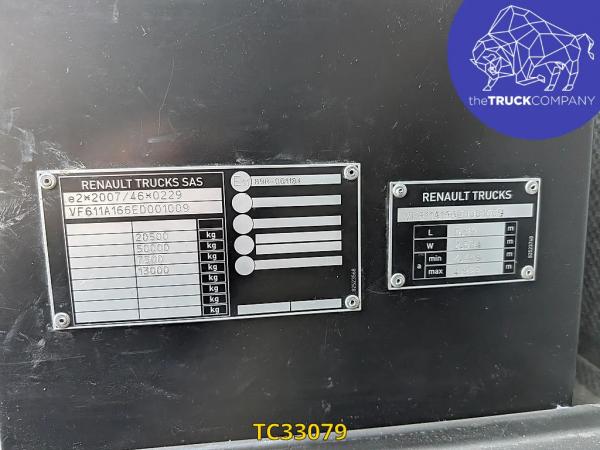 theTRUCKCOMPANY
RENAULT TRUCKS SAS
e2*2007/46*0229
VF611A166ED001009
20500 kg
50000 kg
7500 kg
13000 kg
kg
kg
kg
RENAULT TRUCKS
L m
W m
a min m
max m
TC33079